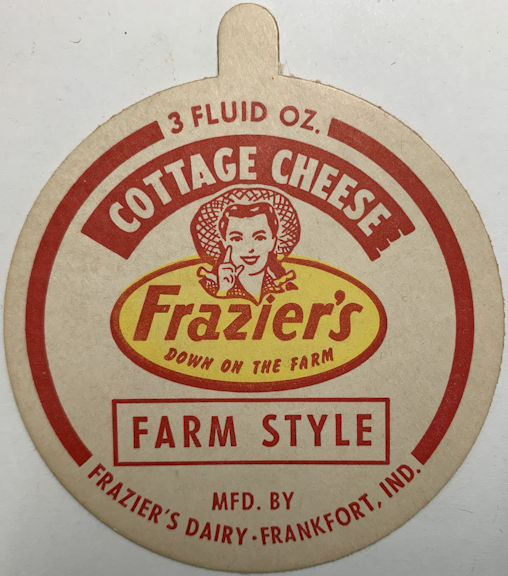 3 FLUID OZ.
COTTAGE CHEESE
Frazier's
DOWN ON THE FARM
FARM STYLE
MFD. BY
FRAZIER'S DAIRY · FRANKFORT, IND.